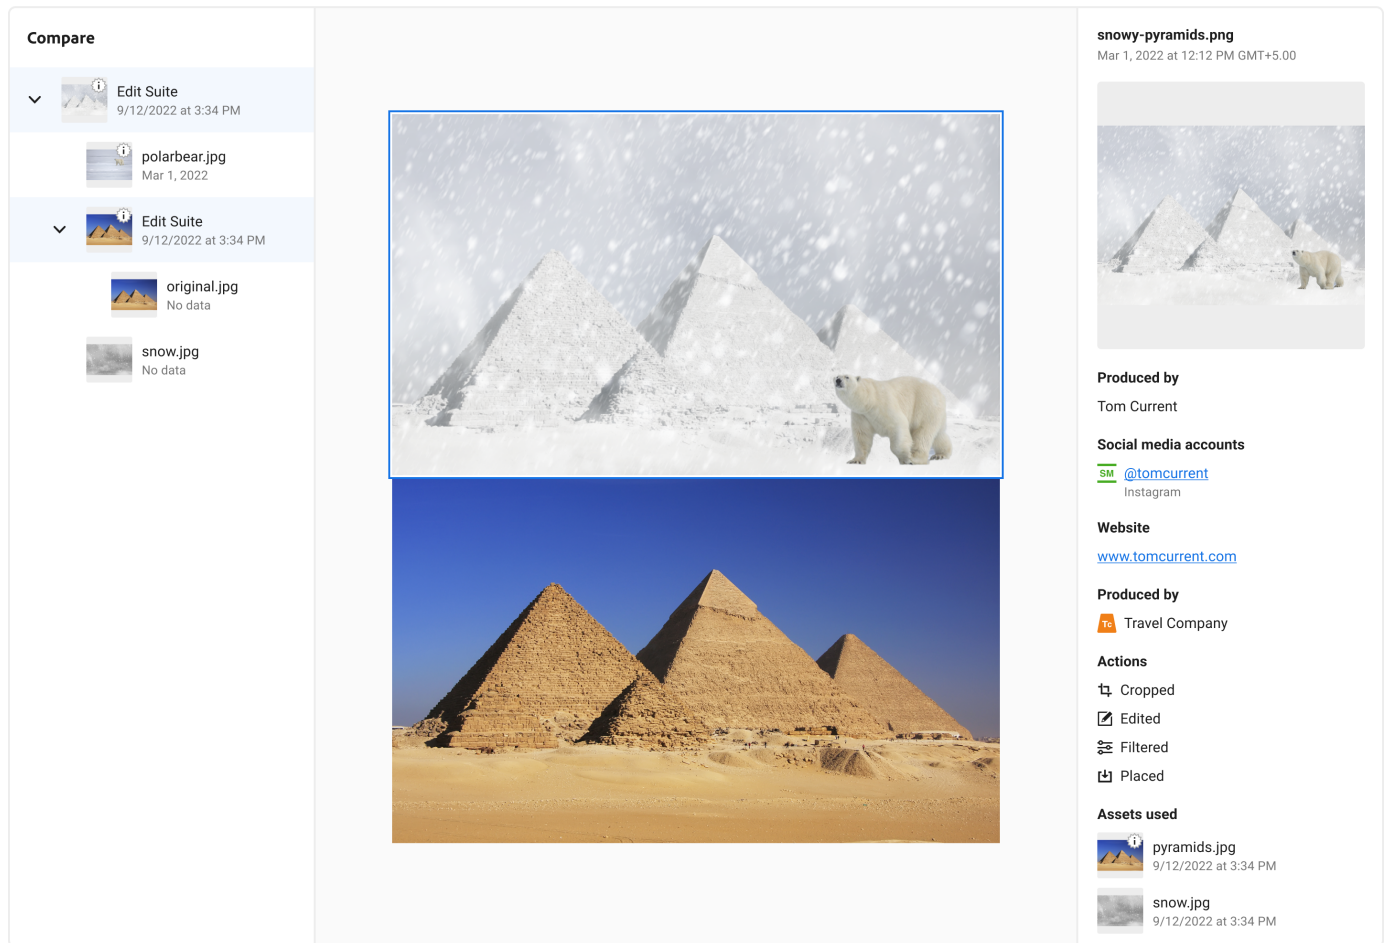 Compare
Edit Suite
9/12/2022 at 3:34 PM
polarbear.jpg
Mar 1, 2022
Edit Suite
9/12/2022 at 3:34 PM
original.jpg
No data
snow.jpg
No data
snowy-pyramids.png
Mar 1, 2022 at 12:12 PM GMT+5.00
Produced by
Tom Current
Social media accounts
SM @tomcurrent
Instagram
Website
www.tomcurrent.com
Produced by
Tc Travel Company
Actions
Cropped
Edited
Filtered
Placed
Assets used
pyramids.jpg
9/12/2022 at 3:34 PM
snow.jpg
9/12/2022 at 3:34 PM